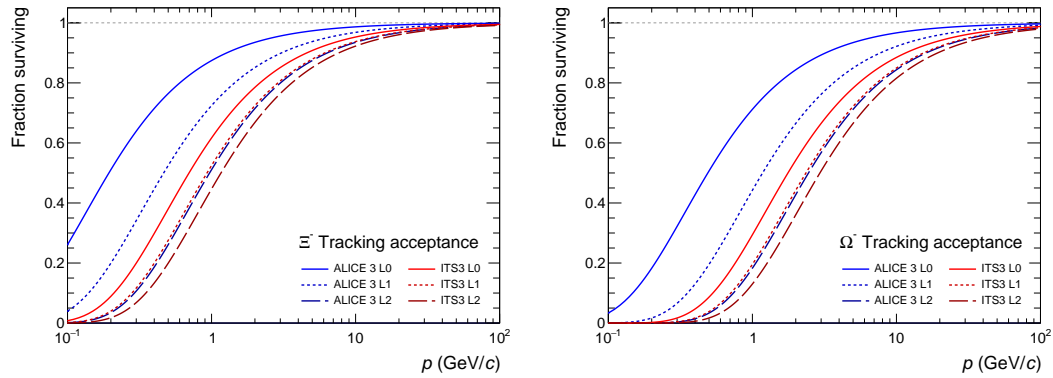 Fraction surviving
1
0.8
0.6
0.4
0.2
0
Ξ⁻ Tracking acceptance
ALICE 3 L0 ITS3 L0
ALICE 3 L1 ITS3 L1
ALICE 3 L2 ITS3 L2
10⁻¹ 1 10 10²
p (GeV/c)
Fraction surviving
1
0.8
0.6
0.4
0.2
0
Ω⁻ Tracking acceptance
ALICE 3 L0 ITS3 L0
ALICE 3 L1 ITS3 L1
ALICE 3 L2 ITS3 L2
10⁻¹ 1 10 10²
p (GeV/c)